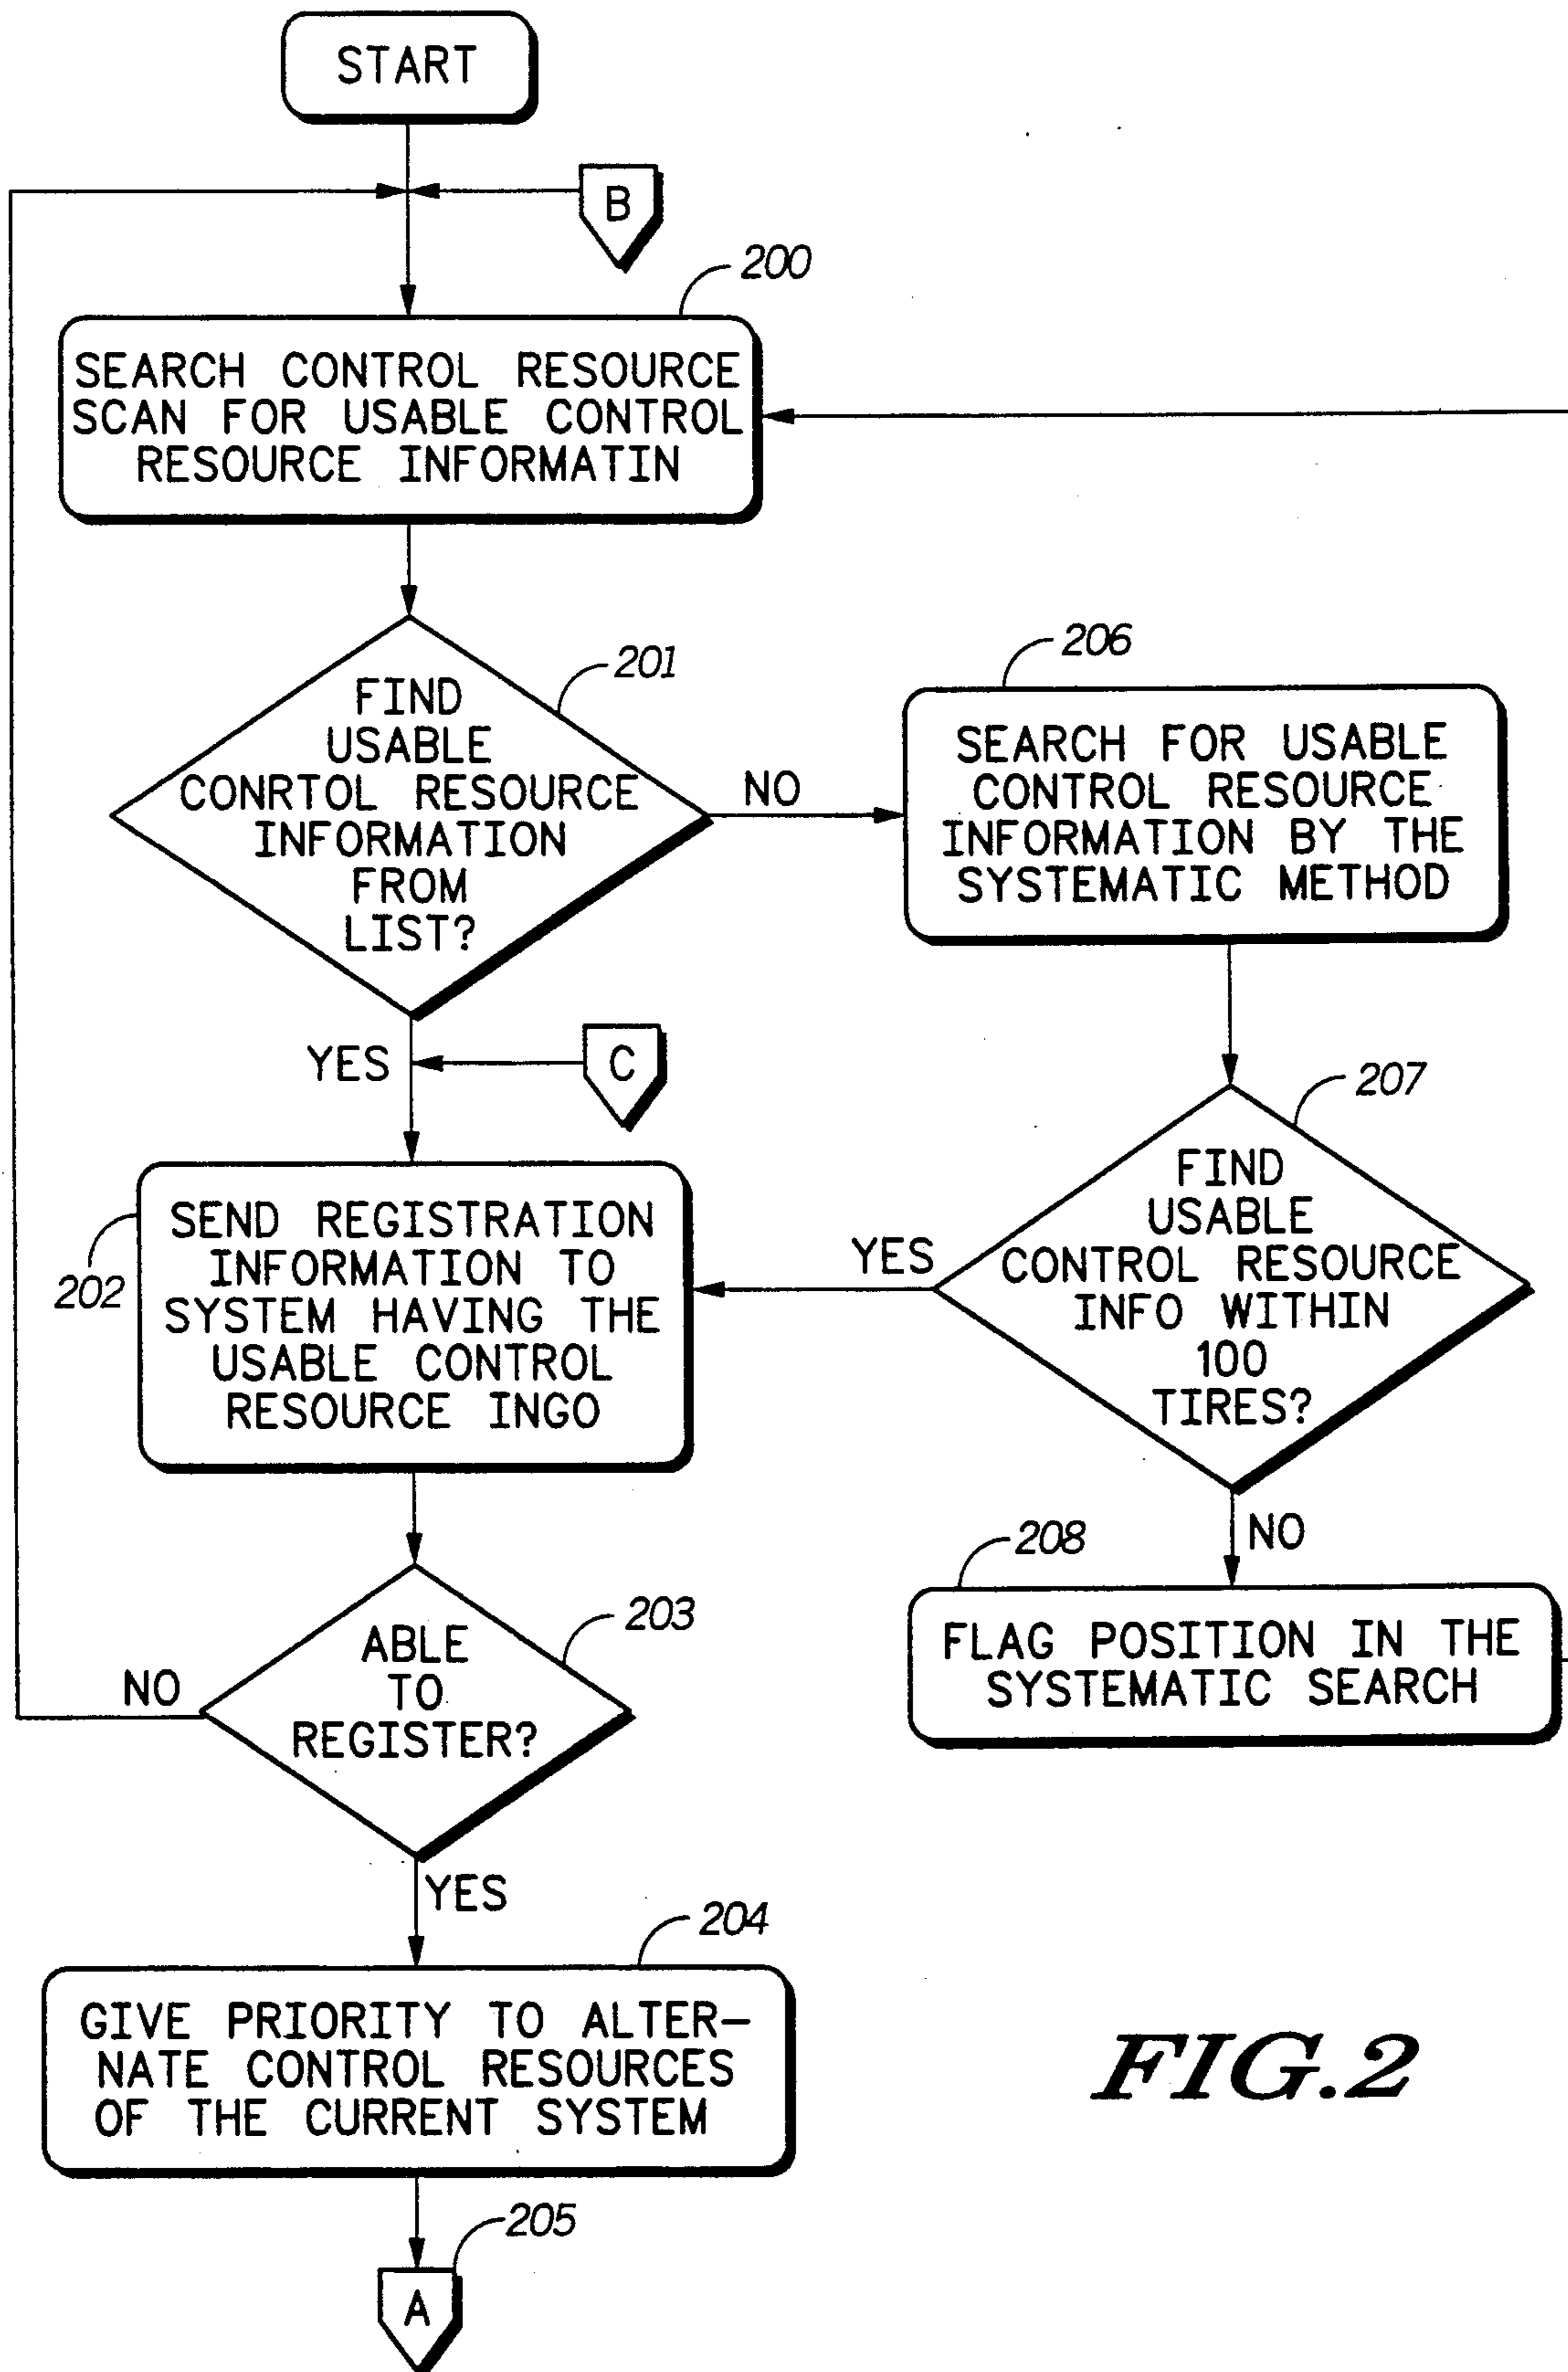 START
B
200
SEARCH CONTROL RESOURCE
SCAN FOR USABLE CONTROL
RESOURCE INFORMATIN
201
FIND
USABLE
CONRTOL RESOURCE
INFORMATION
FROM
LIST?
NO
206
SEARCH FOR USABLE
CONTROL RESOURCE
INFORMATION BY THE
SYSTEMATIC METHOD
YES
C
207
FIND
USABLE
CONTROL RESOURCE
INFO WITHIN
100
TIRES?
YES
202
SEND REGISTRATION
INFORMATION TO
SYSTEM HAVING THE
USABLE CONTROL
RESOURCE INGO
NO
208
FLAG POSITION IN THE
SYSTEMATIC SEARCH
203
ABLE
TO
REGISTER?
NO
YES
204
GIVE PRIORITY TO ALTER-
NATE CONTROL RESOURCES
OF THE CURRENT SYSTEM
205
A
FIG.2